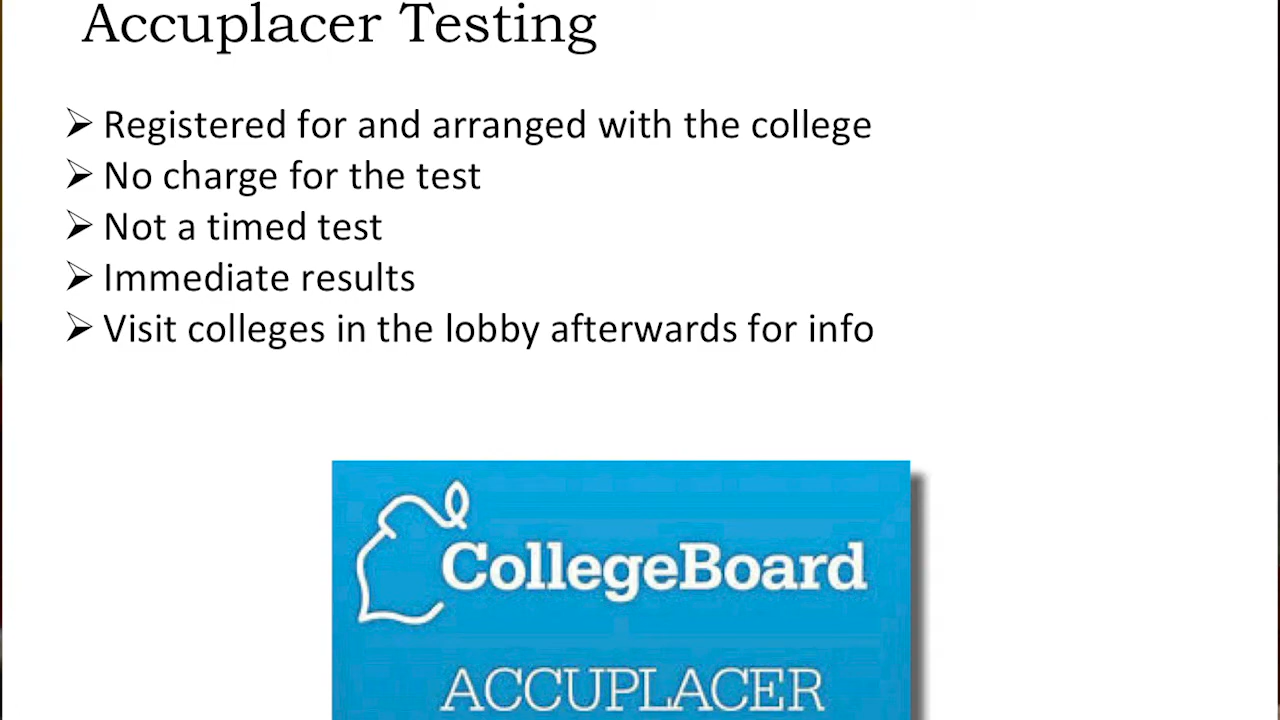 Accuplacer Testing
➢ Registered for and arranged with the college
➢ No charge for the test
➢ Not a timed test
➢ Immediate results
➢ Visit colleges in the lobby afterwards for info
CollegeBoard
ACCUPLACER